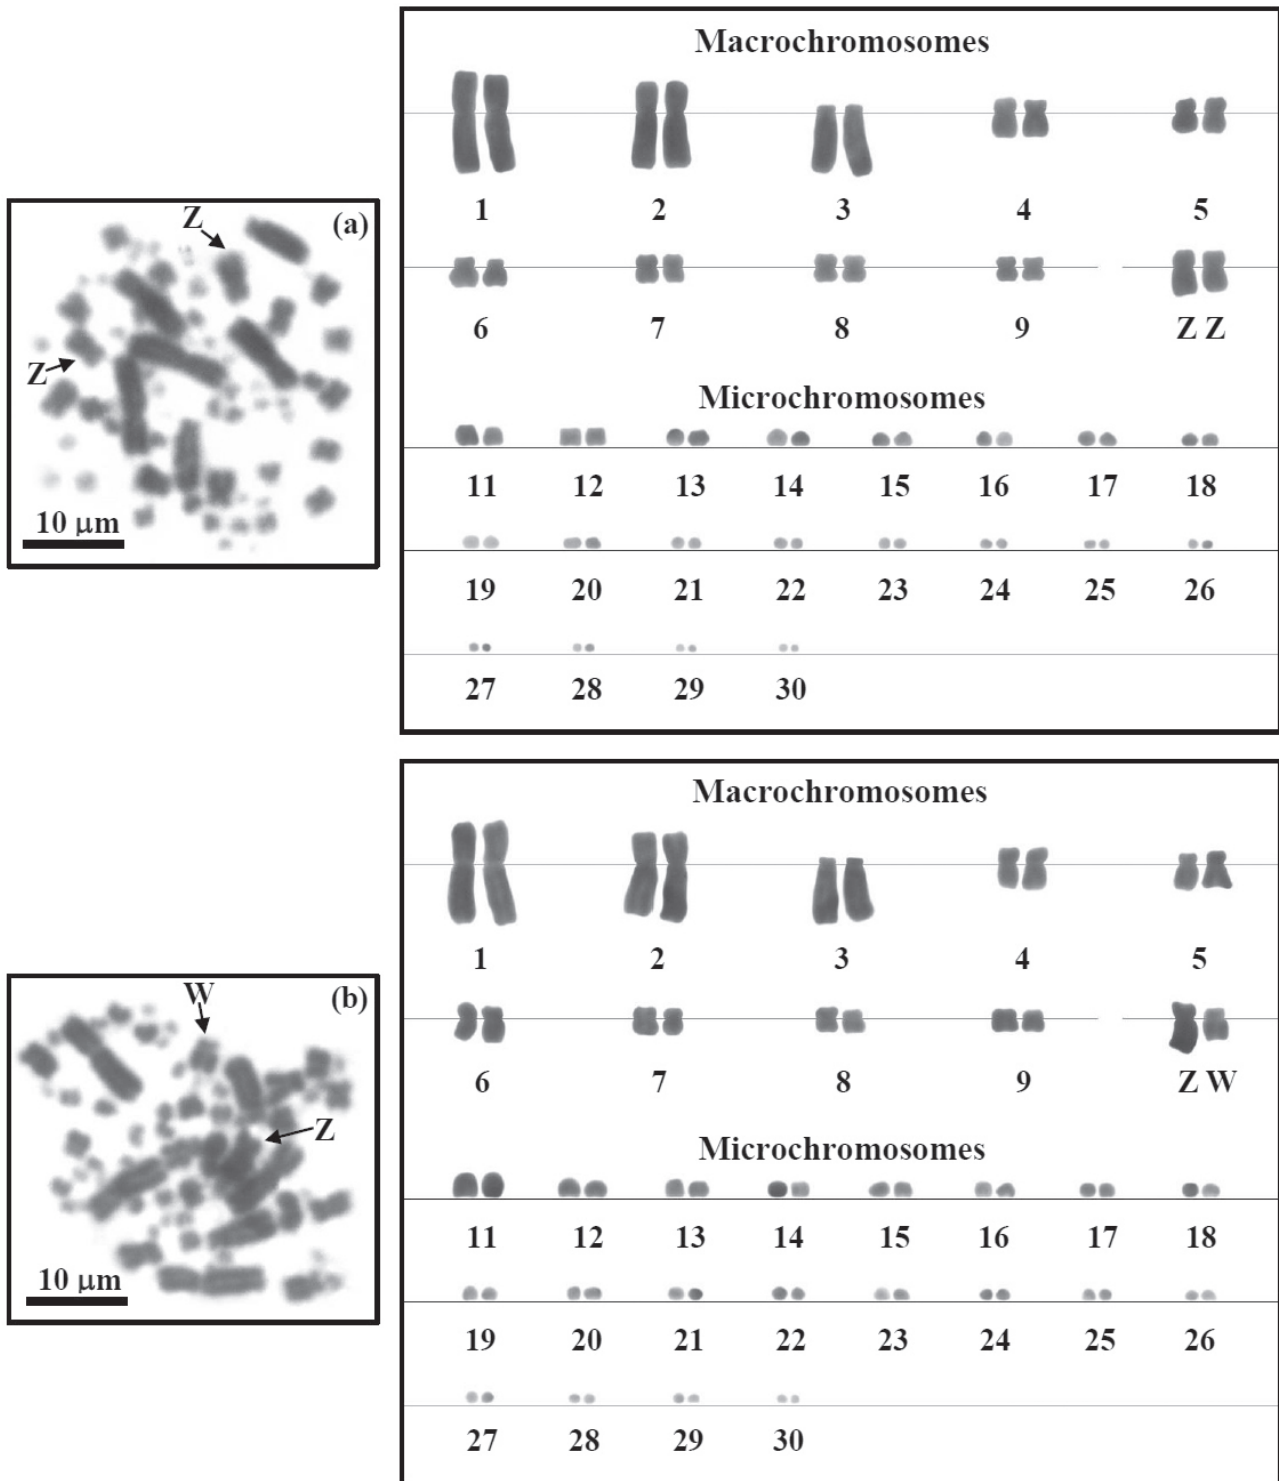 Macrochromosomes
1 2 3 4 5
6 7 8 9 Z Z
Microchromosomes
11 12 13 14 15 16 17 18
19 20 21 22 23 24 25 26
27 28 29 30
(a)
Z
Z
10 μm
Macrochromosomes
1 2 3 4 5
6 7 8 9 Z W
Microchromosomes
11 12 13 14 15 16 17 18
19 20 21 22 23 24 25 26
27 28 29 30
(b)
W
Z
10 μm